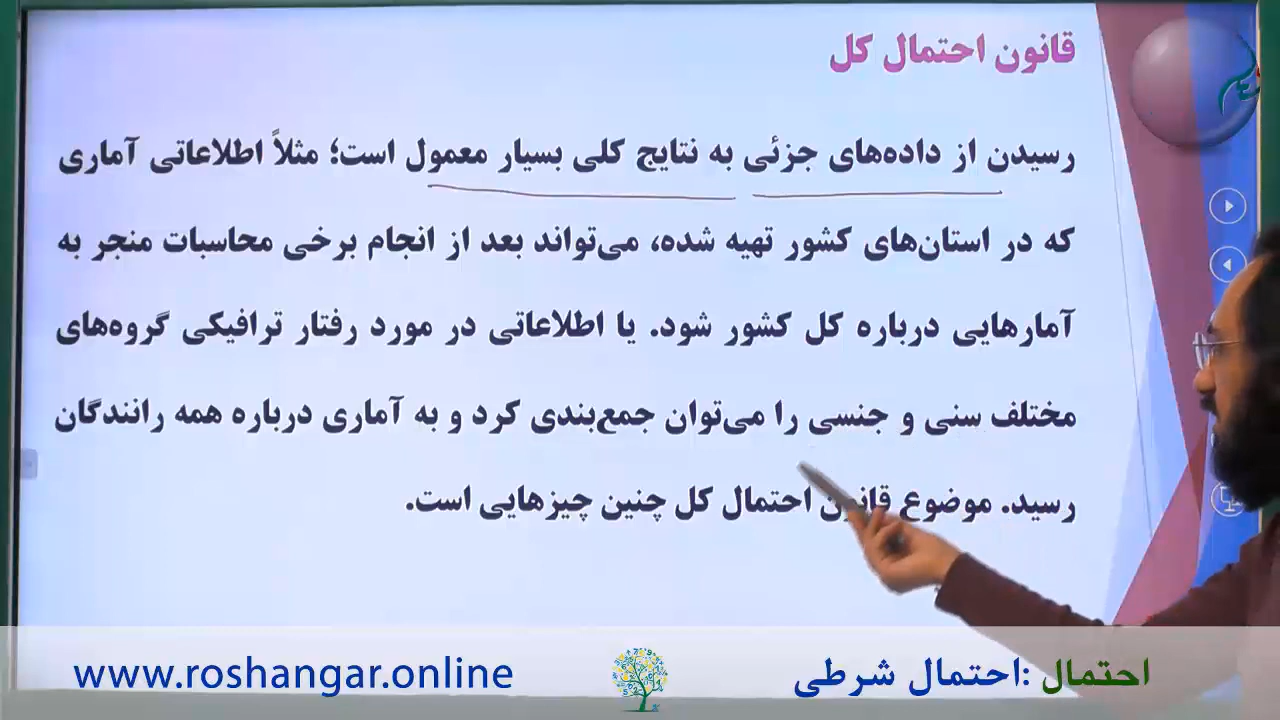 قانون احتمال کل
رسیدن از داده‌های جزئی به نتایج کلی بسیار معمول است؛ مثلاً اطلاعاتی آماری
که در استان‌های کشور تهیه شده، می‌تواند بعد از انجام برخی محاسبات منجر به
آمارهایی درباره کل کشور شود. یا اطلاعاتی در مورد رفتار ترافیکی گروه‌های
مختلف سنی و جنسی را می‌توان جمع‌بندی کرد و به آماری درباره همه رانندگان
رسید. موضوع قانون احتمال کل چنین چیزهایی است.
احتمال :احتمال شرطی
www.roshangar.online